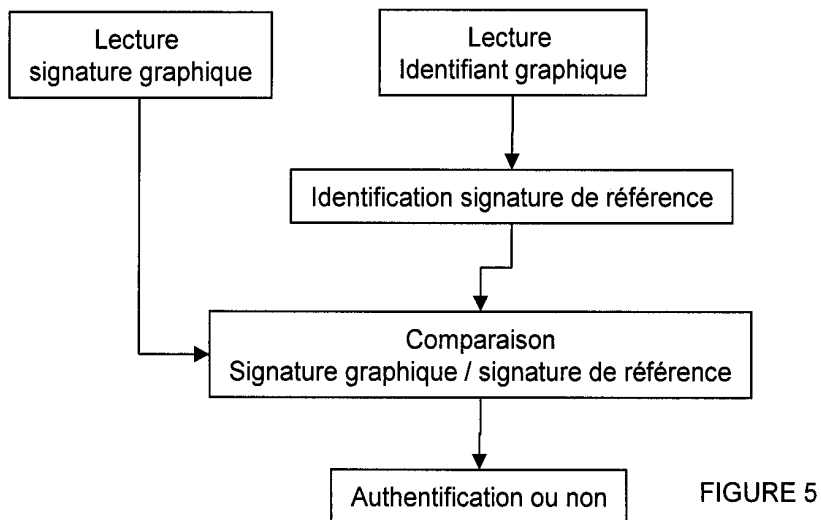 Lecture
signature graphique
Lecture
Identifiant graphique
Identification signature de référence
Comparaison
Signature graphique / signature de référence
Authentification ou non
FIGURE 5